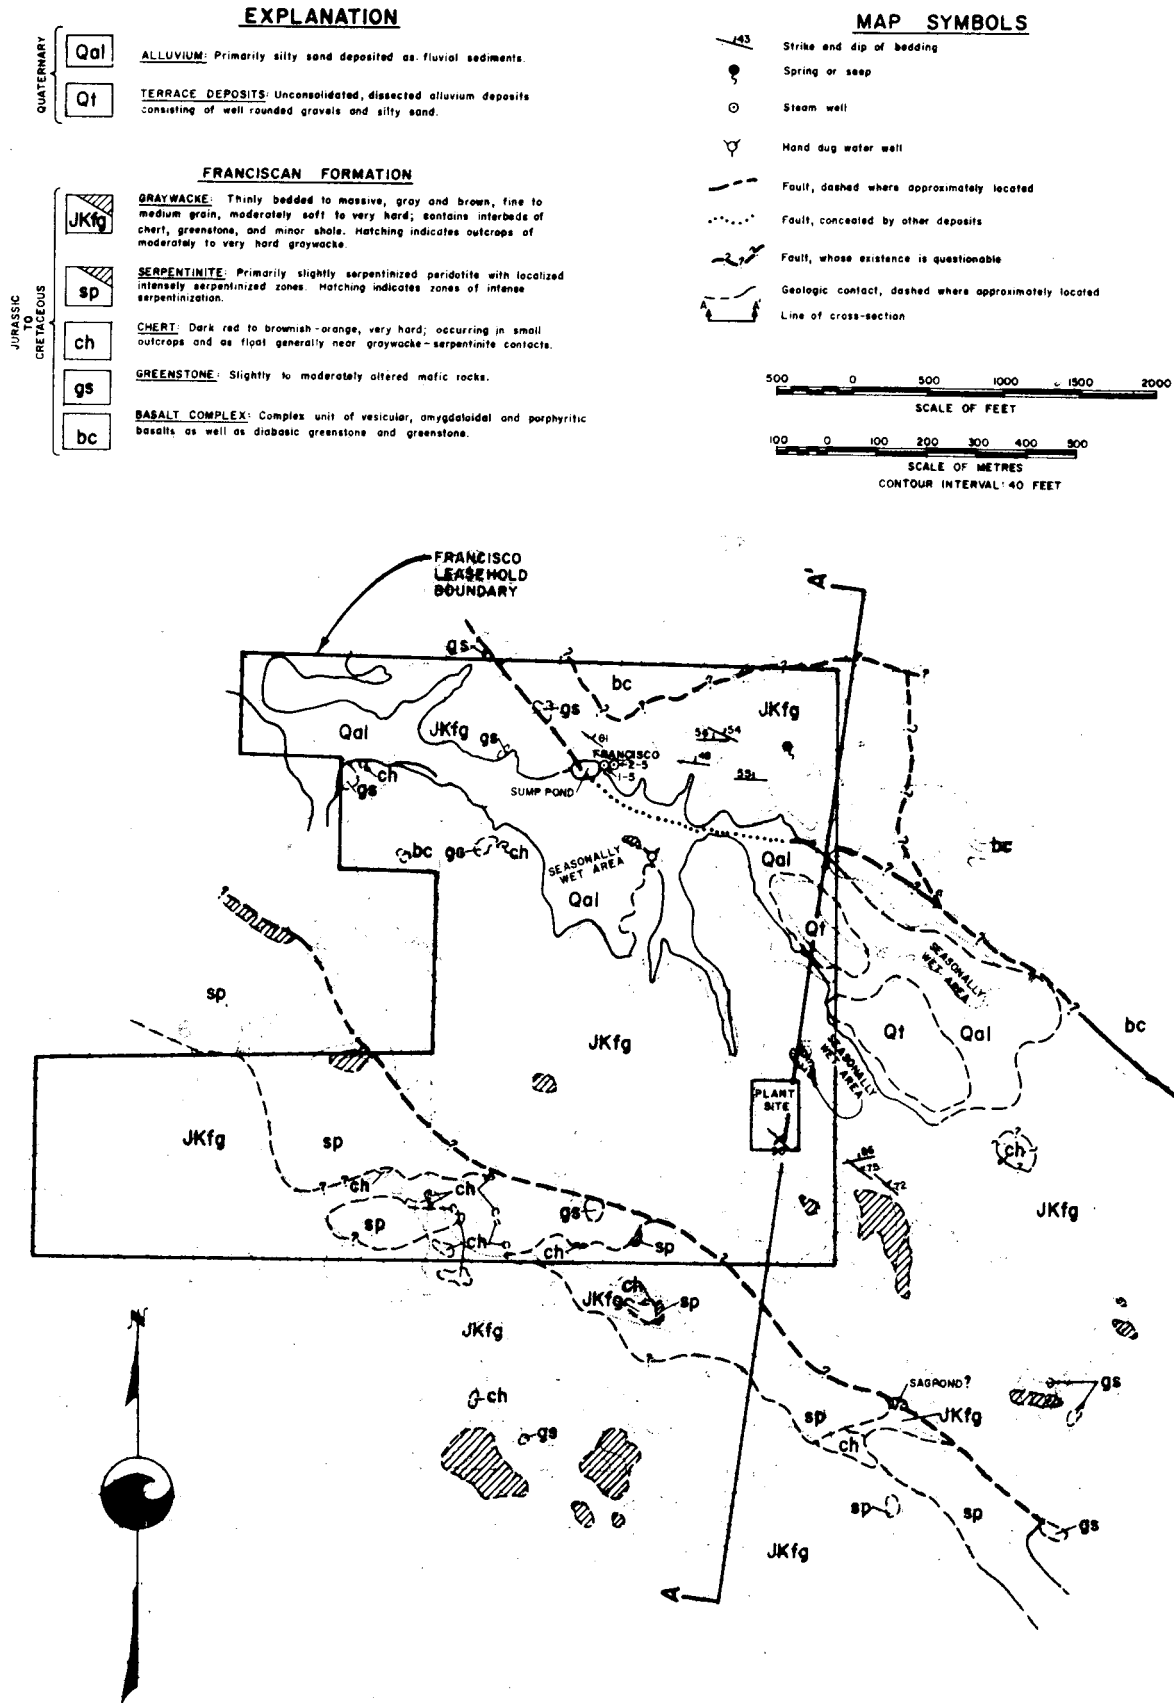 EXPLANATION
QUATERNARY
Qal
ALLUVIUM: Primarily silty sand deposited as fluvial sediments.
Qt
TERRACE DEPOSITS: Unconsolidated, dissected alluvium deposits
consisting of well rounded gravels and silty sand.
FRANCISCAN FORMATION
JURASSIC
TO
CRETACEOUS
JKfg
GRAYWACKE: Thinly bedded to massive, gray and brown, fine to
medium grain, moderately soft to very hard; contains interbeds of
chert, greenstone, and minor shale. Hatching indicates outcrops of
moderately to very hard graywacke.
sp
SERPENTINITE: Primarily slightly serpentinized peridotite with localized
intensely serpentinized zones. Hatching indicates zones of intense
serpentinization.
ch
CHERT: Dark red to brownish-orange, very hard; occurring in small
outcrops and as float generally near graywacke-serpentinite contacts.
gs
GREENSTONE: Slightly to moderately altered mafic rocks.
bc
BASALT COMPLEX: Complex unit of vesicular, amygdaloidal and porphyritic
basalts as well as diabasic greenstone and greenstone.
MAP SYMBOLS
43
Strike and dip of bedding
Spring or seep
Steam well
Hand dug water well
Fault, dashed where approximately located
Fault, concealed by other deposits
Fault, whose existence is questionable
Geologic contact, dashed where approximately located
A A'
Line of cross-section
500 0 500 1000 1500 2000
SCALE OF FEET
100 0 100 200 300 400 500
SCALE OF METRES
CONTOUR INTERVAL: 40 FEET
FRANCISCO
LEASEHOLD
BOUNDARY
A'
gs
bc
JKfg
gs
Qal
JKfg
gs
61
56 54
48
55
FRANCISCO
2-5
1-5
SUMP POND
ch
gs
bc
gs
ch
SEASONALLY
WET AREA
Qal
Qal
bc
Qt
SEASONALLY
WET AREA
sp
Qt
Qal
bc
JKfg
SEASONALLY
WET AREA
PLANT
SITE
JKfg
sp
ch
ch
75
72
ch
JKfg
sp
gs
ch
ch
sp
ch
JKfg
sp
JKfg
N
ch
gs
SAGPOND?
gs
sp
JKfg
ch
sp
sp
gs
JKfg
A